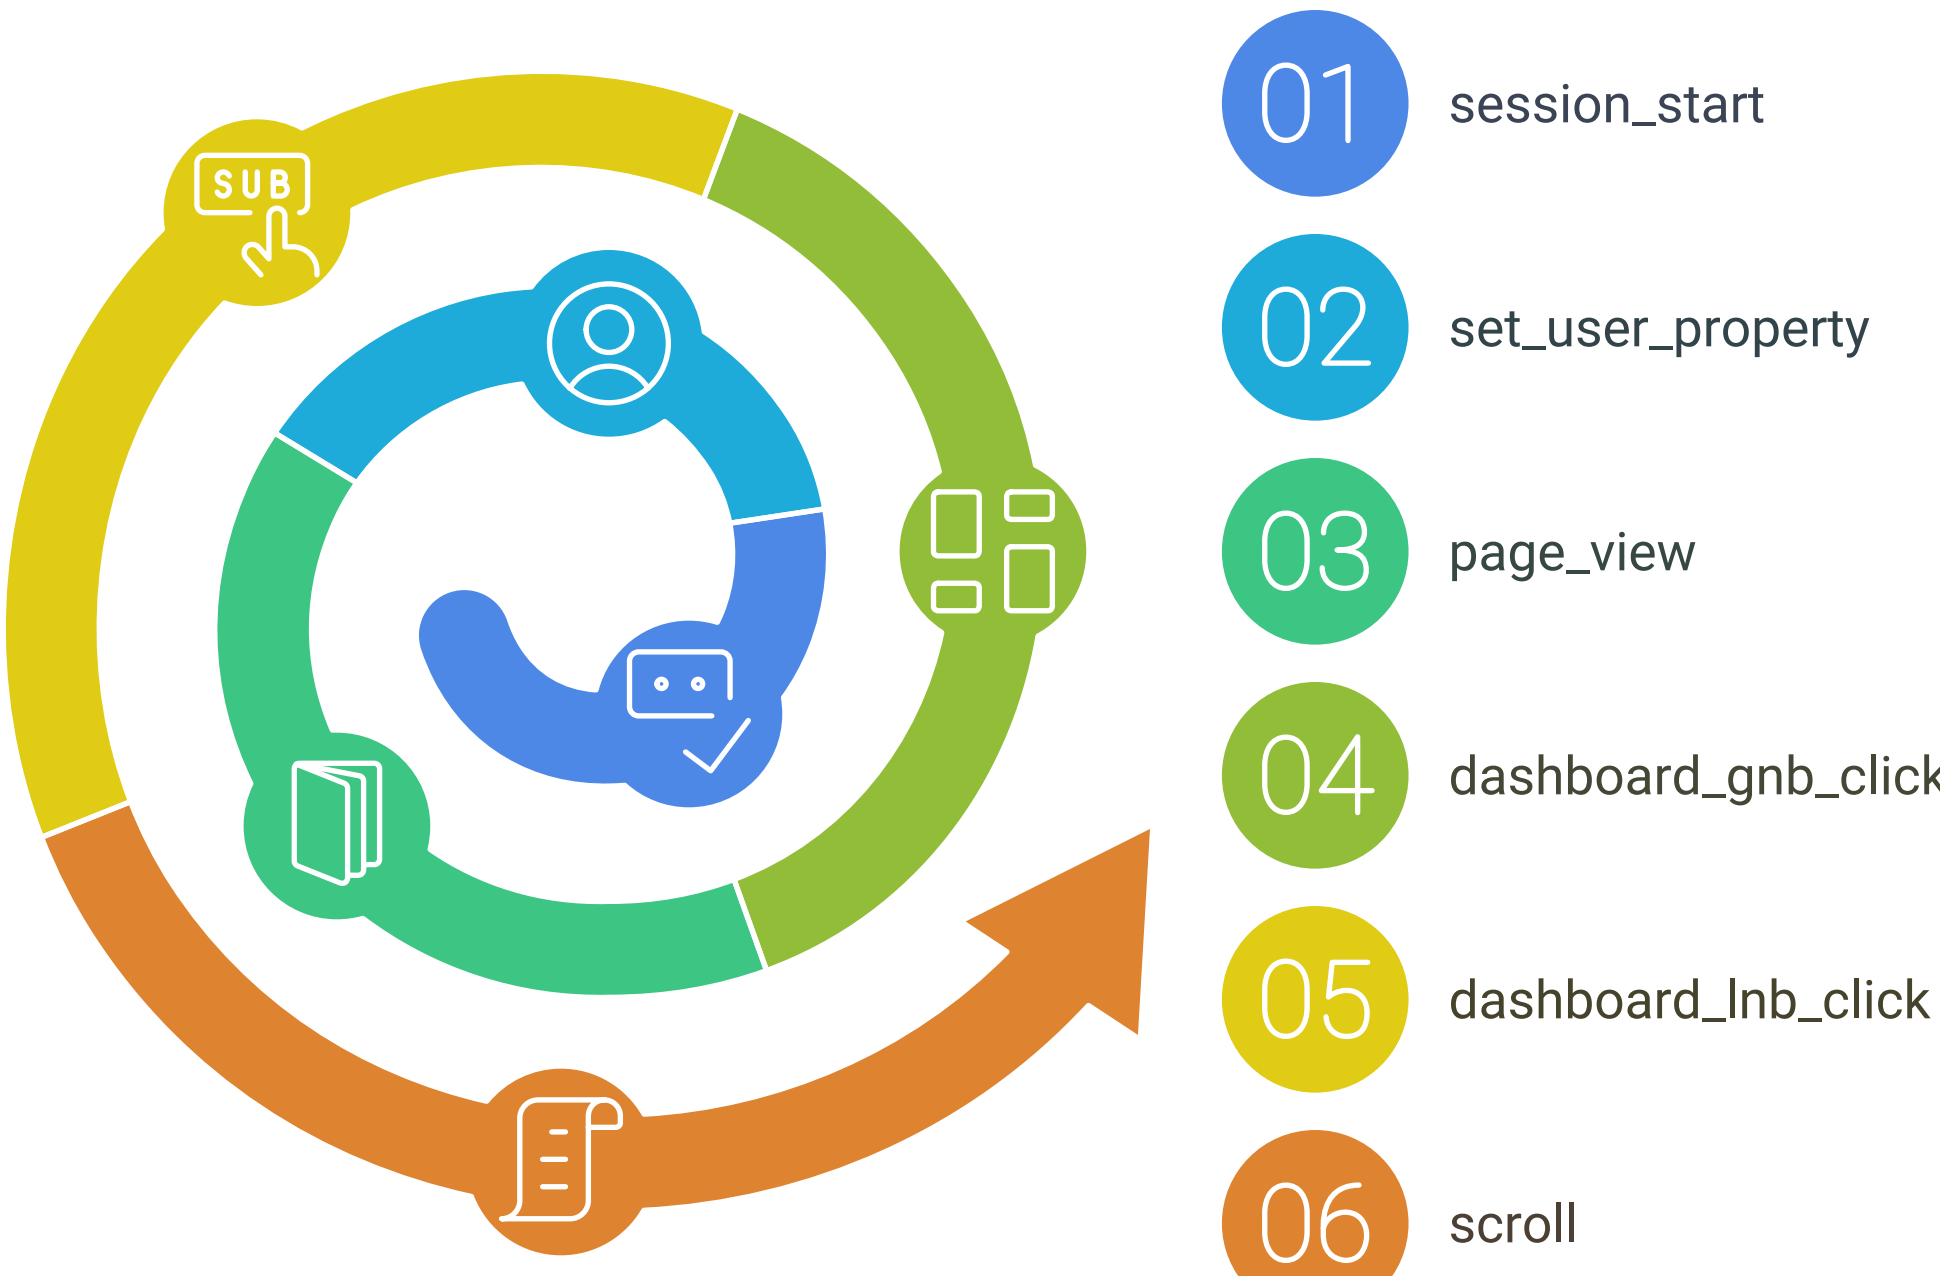 SUB
01
session_start
02
set_user_property
03
page_view
04
dashboard_gnb_click
05
dashboard_lnb_click
06
scroll